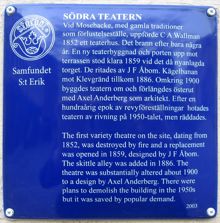 SÖDRA TEATERN
Vid Mosebacke, med gamla traditioner
som förlustelseställe, uppförde C A Wallman
1852 ett teaterhus. Det brann efter bara några
år. En ny teaterbyggnad och porten upp mot
terrassen stod klara 1859 vid det då nyanlagda
torget. De ritades av J F Åbom. Kägelbanan
mot Klevgränd tillkom 1886. Omkring 1900
byggdes teatern om och förlängdes österut
med Axel Anderberg som arkitekt. Efter en
hundraårig epok av revyföreställningar hotades
teatern av rivning på 1950-talet, men räddades.
Samfundet
S:t Erik
The first variety theatre on the site, dating from
1852, was destroyed by fire and a replacement
was opened in 1859, designed by J F Åbom.
The skittle alley was added in 1886. The
theatre was substantially altered about 1900
to a design by Axel Anderberg. There were
plans to demolish the building in the 1950s
but it was saved by popular demand.
2003